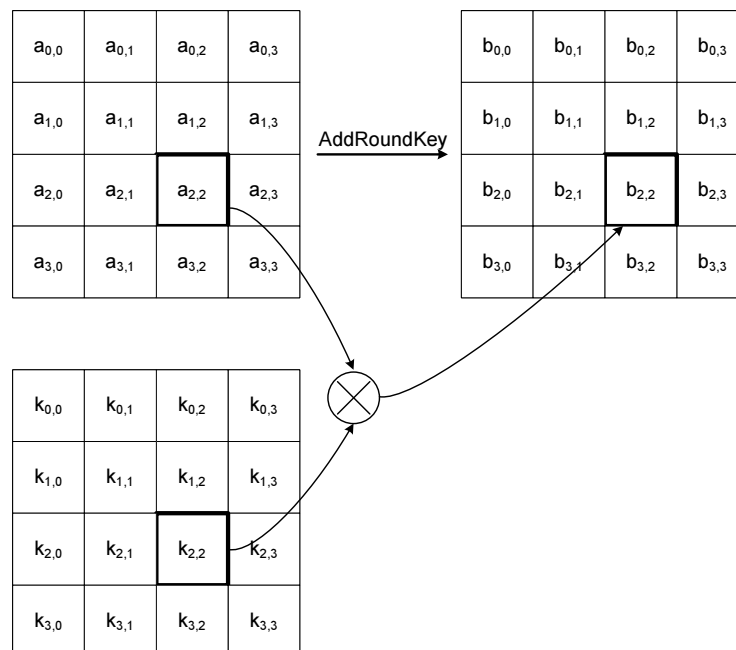 a0,0 a0,1 a0,2 a0,3
a1,0 a1,1 a1,2 a1,3
a2,0 a2,1 a2,2 a2,3
a3,0 a3,1 a3,2 a3,3
AddRoundKey
b0,0 b0,1 b0,2 b0,3
b1,0 b1,1 b1,2 b1,3
b2,0 b2,1 b2,2 b2,3
b3,0 b3,1 b3,2 b3,3
k0,0 k0,1 k0,2 k0,3
k1,0 k1,1 k1,2 k1,3
k2,0 k2,1 k2,2 k2,3
k3,0 k3,1 k3,2 k3,3